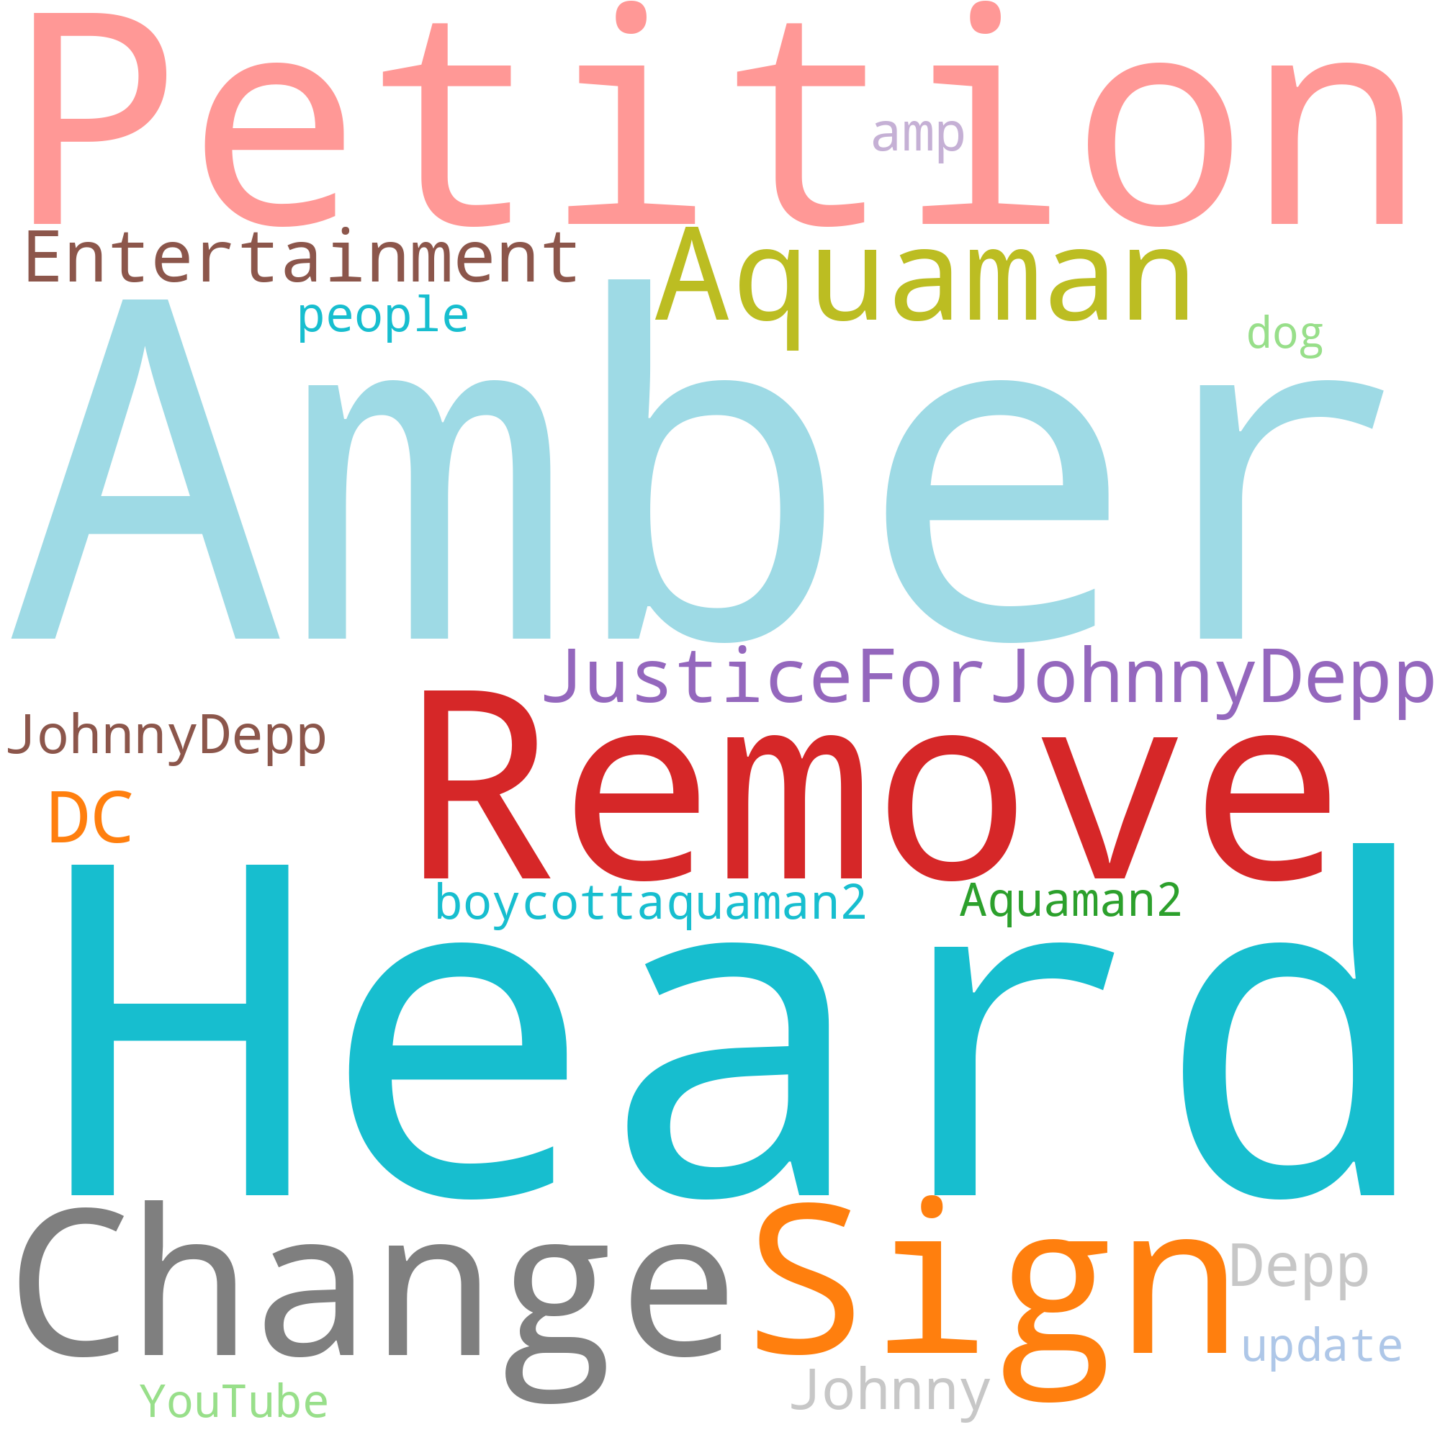 Petition
amp
Entertainment
Aquaman
people
dog
Amber
JusticeForJohnnyDepp
JohnnyDepp
Remove
DC
boycottaquaman2
Aquaman2
Heard
Change
Sign
Depp
update
Johnny
YouTube